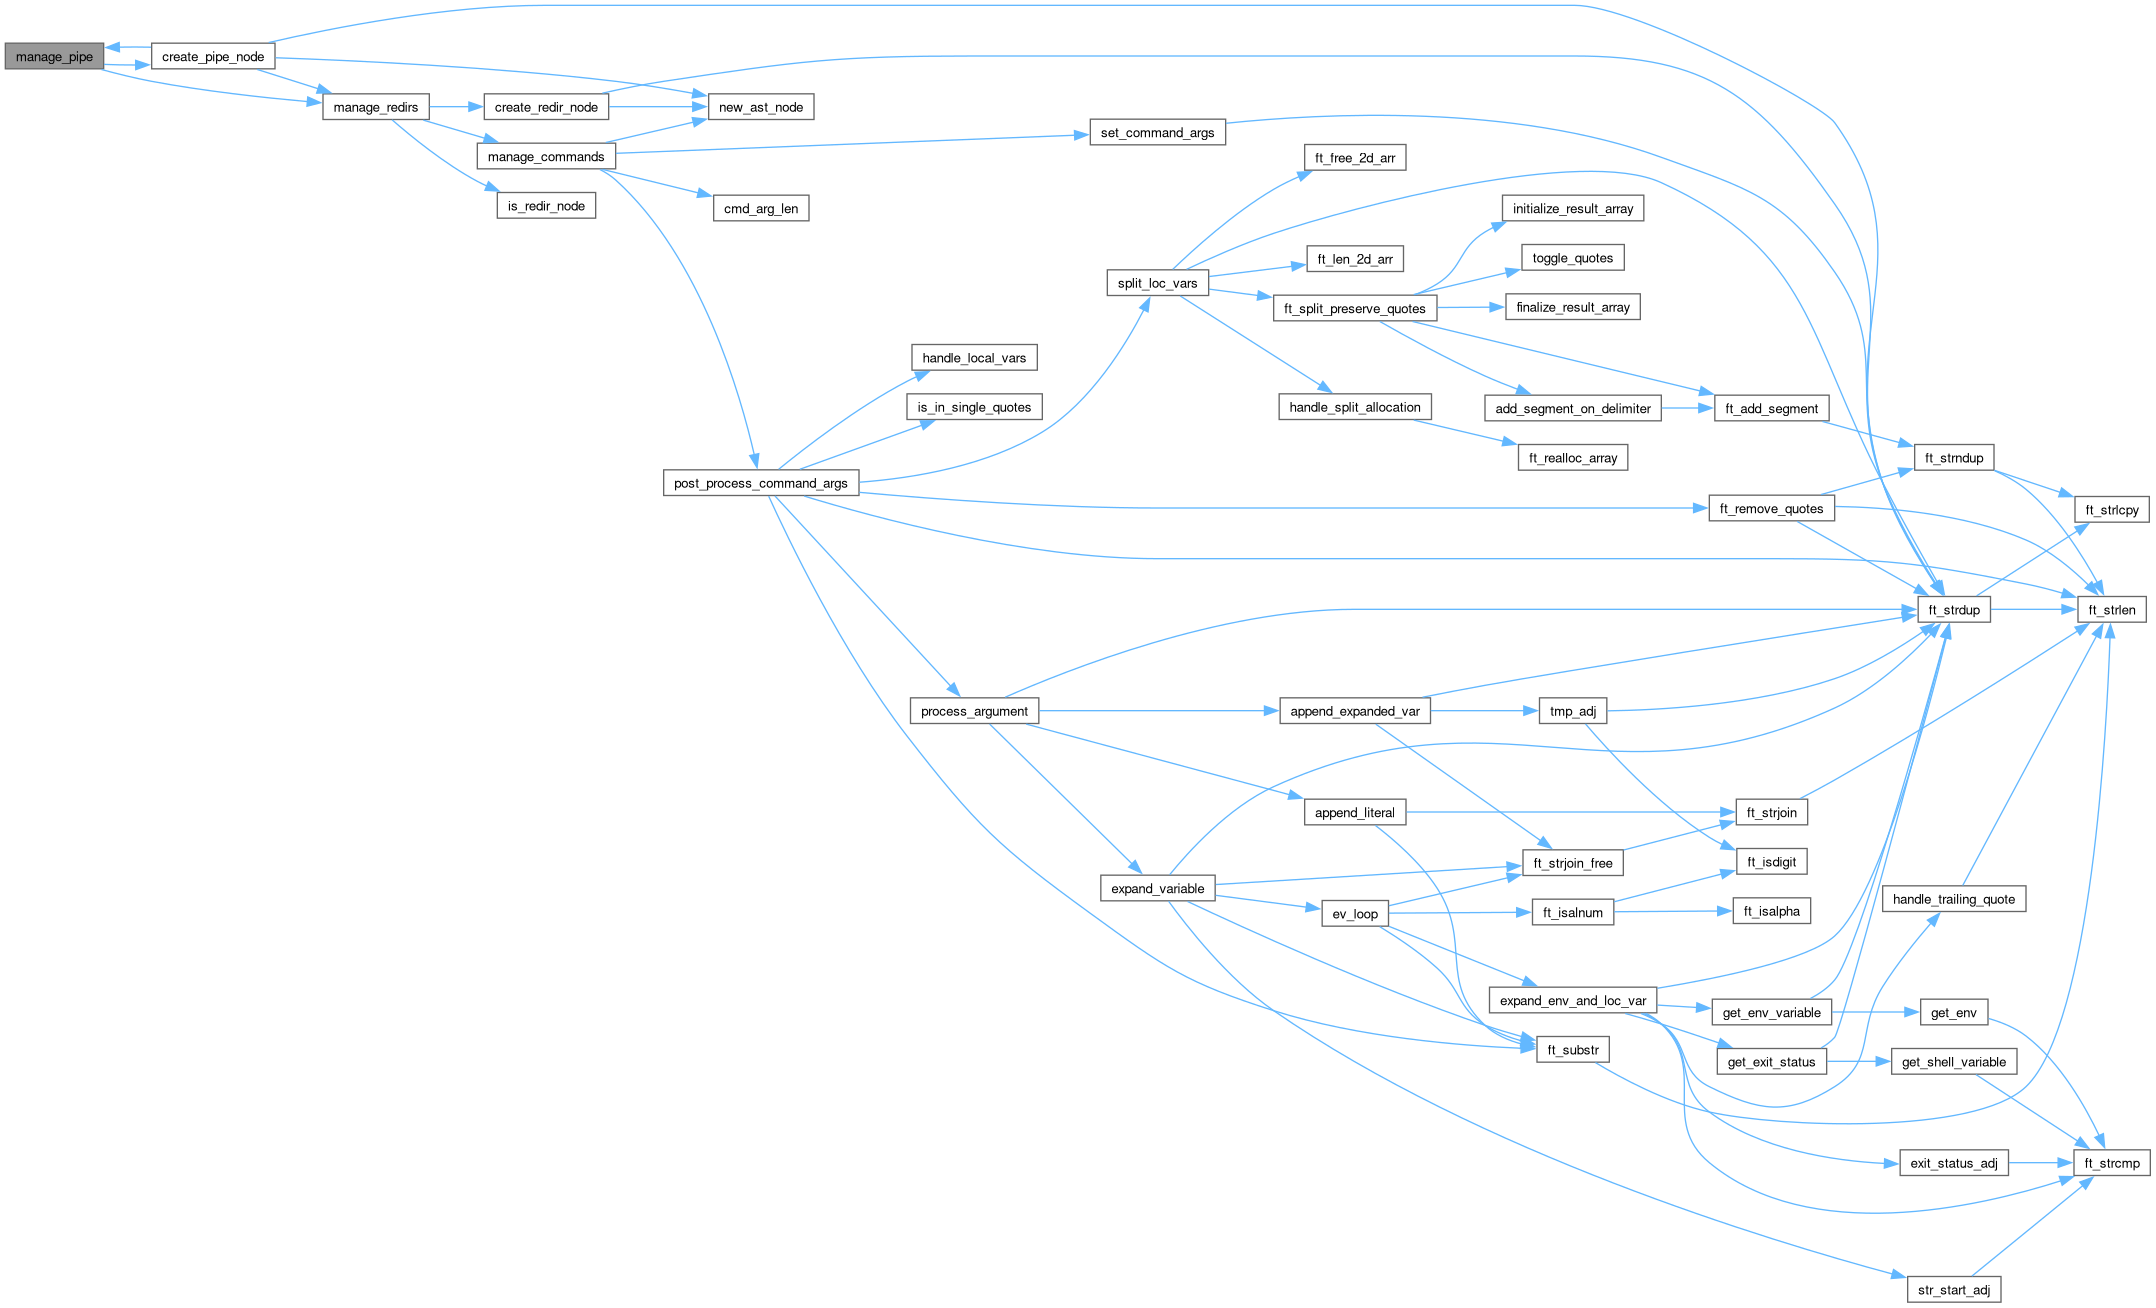 manage_pipe
create_pipe_node
manage_redirs
create_redir_node
new_ast_node
set_command_args
manage_commands
ft_free_2d_arr
is_redir_node
cmd_arg_len
initialize_result_array
toggle_quotes
ft_len_2d_arr
split_loc_vars
ft_split_preserve_quotes
finalize_result_array
handle_local_vars
is_in_single_quotes
handle_split_allocation
add_segment_on_delimiter
ft_add_segment
ft_realloc_array
ft_strndup
post_process_command_args
ft_remove_quotes
ft_strlcpy
ft_strdup
ft_strlen
process_argument
append_expanded_var
tmp_adj
append_literal
ft_strjoin
ft_strjoin_free
ft_isdigit
expand_variable
ev_loop
ft_isalnum
ft_isalpha
handle_trailing_quote
expand_env_and_loc_var
get_env_variable
get_env
ft_substr
get_exit_status
get_shell_variable
exit_status_adj
ft_strcmp
str_start_adj